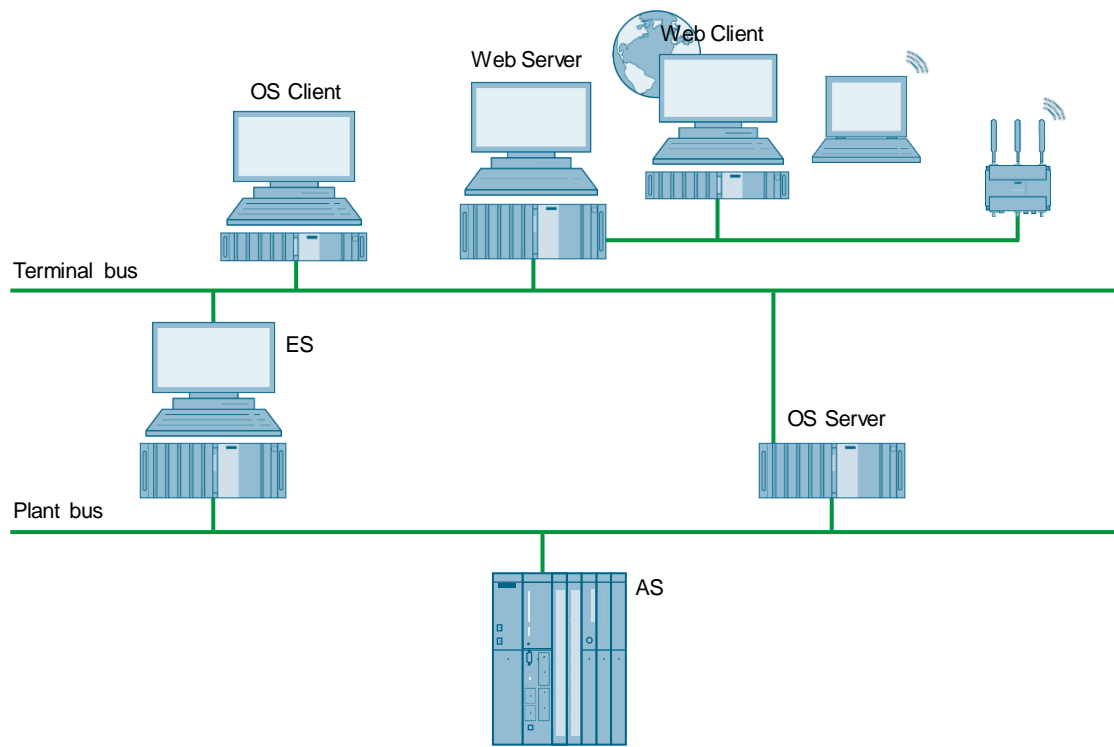 Web Client
Web Server
OS Client
Terminal bus
ES
OS Server
Plant bus
AS